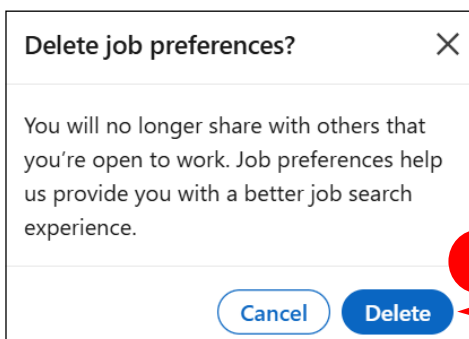 Delete job preferences?
You will no longer share with others that
you're open to work. Job preferences help
us provide you with a better job search
experience.
Cancel Delete